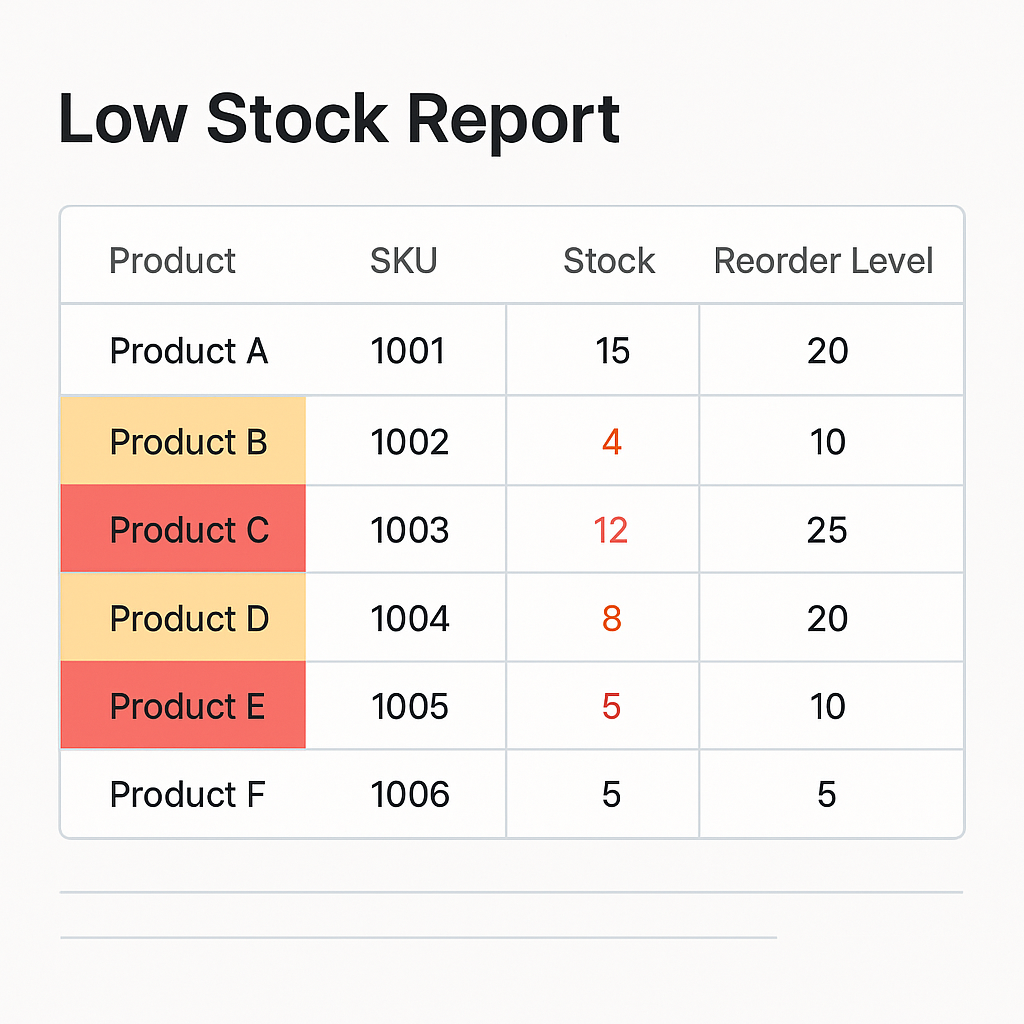 Low Stock Report
Product SKU Stock Reorder Level
Product A 1001 15 20
Product B 1002 4 10
Product C 1003 12 25
Product D 1004 8 20
Product E 1005 5 10
Product F 1006 5 5